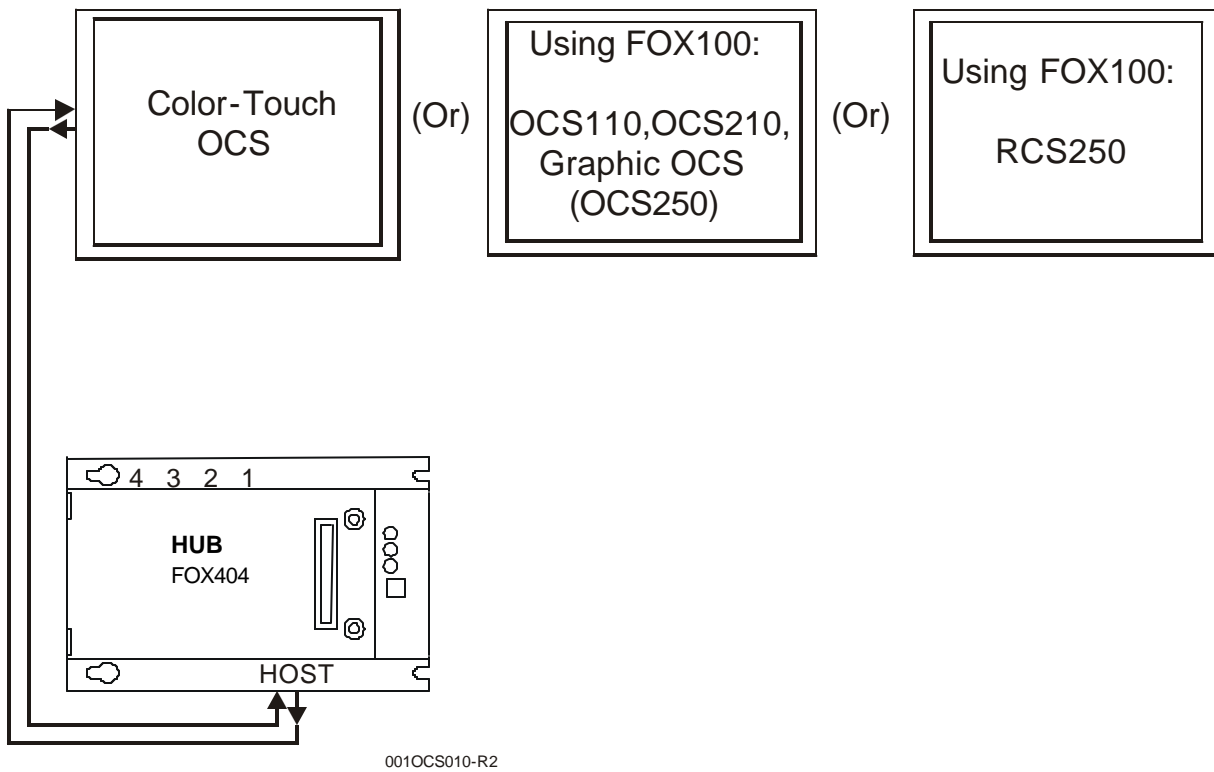 Color-Touch
OCS
(Or)
Using FOX100:
OCS110,OCS210,
Graphic OCS
(OCS250)
(Or)
Using FOX100:
RCS250
4 3 2 1
HUB
FOX404
HOST
001OCS010-R2